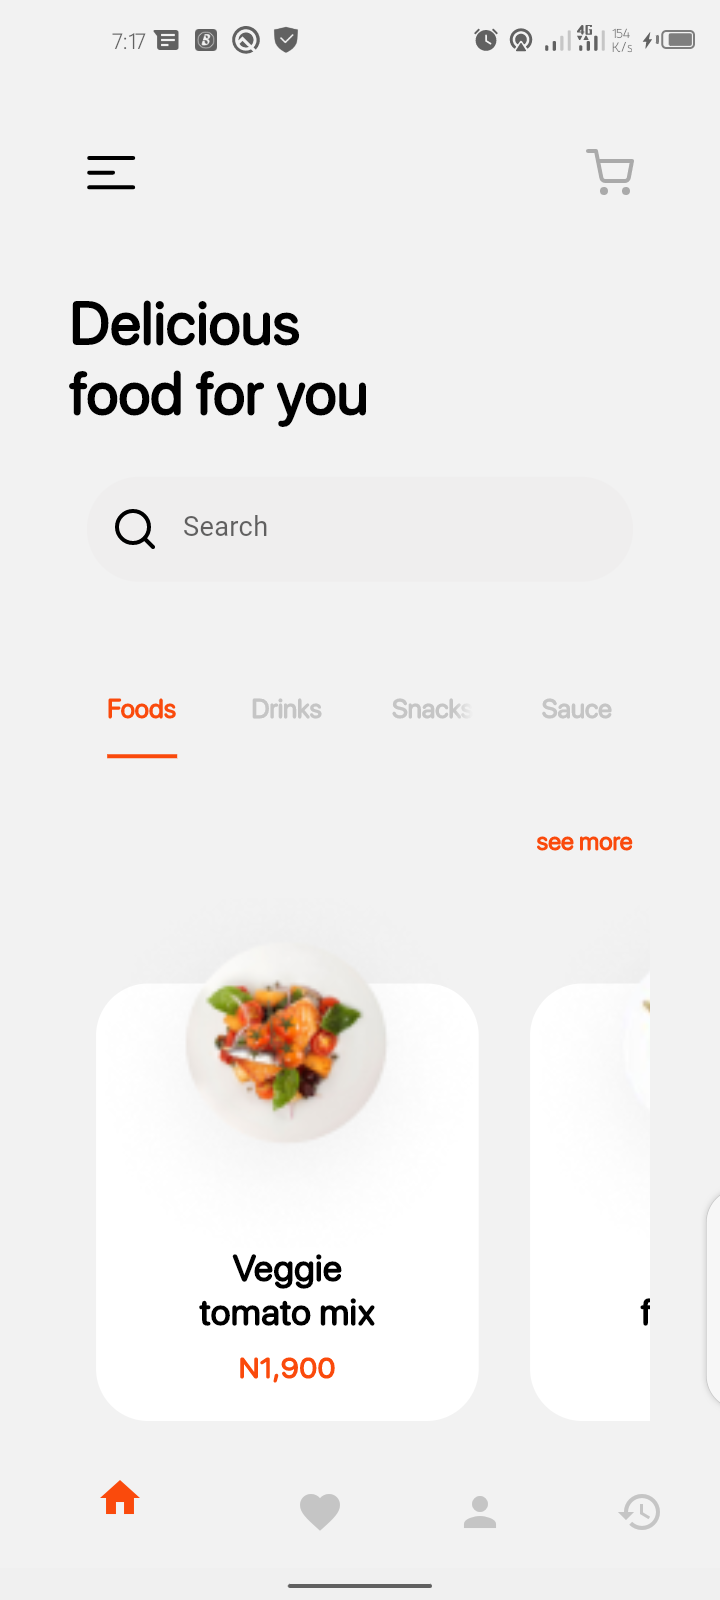 7:17
4G
154
K/s
Delicious
food for you
Search
Foods Drinks Snacks Sauce
see more
Veggie
tomato mix
f
N1,900